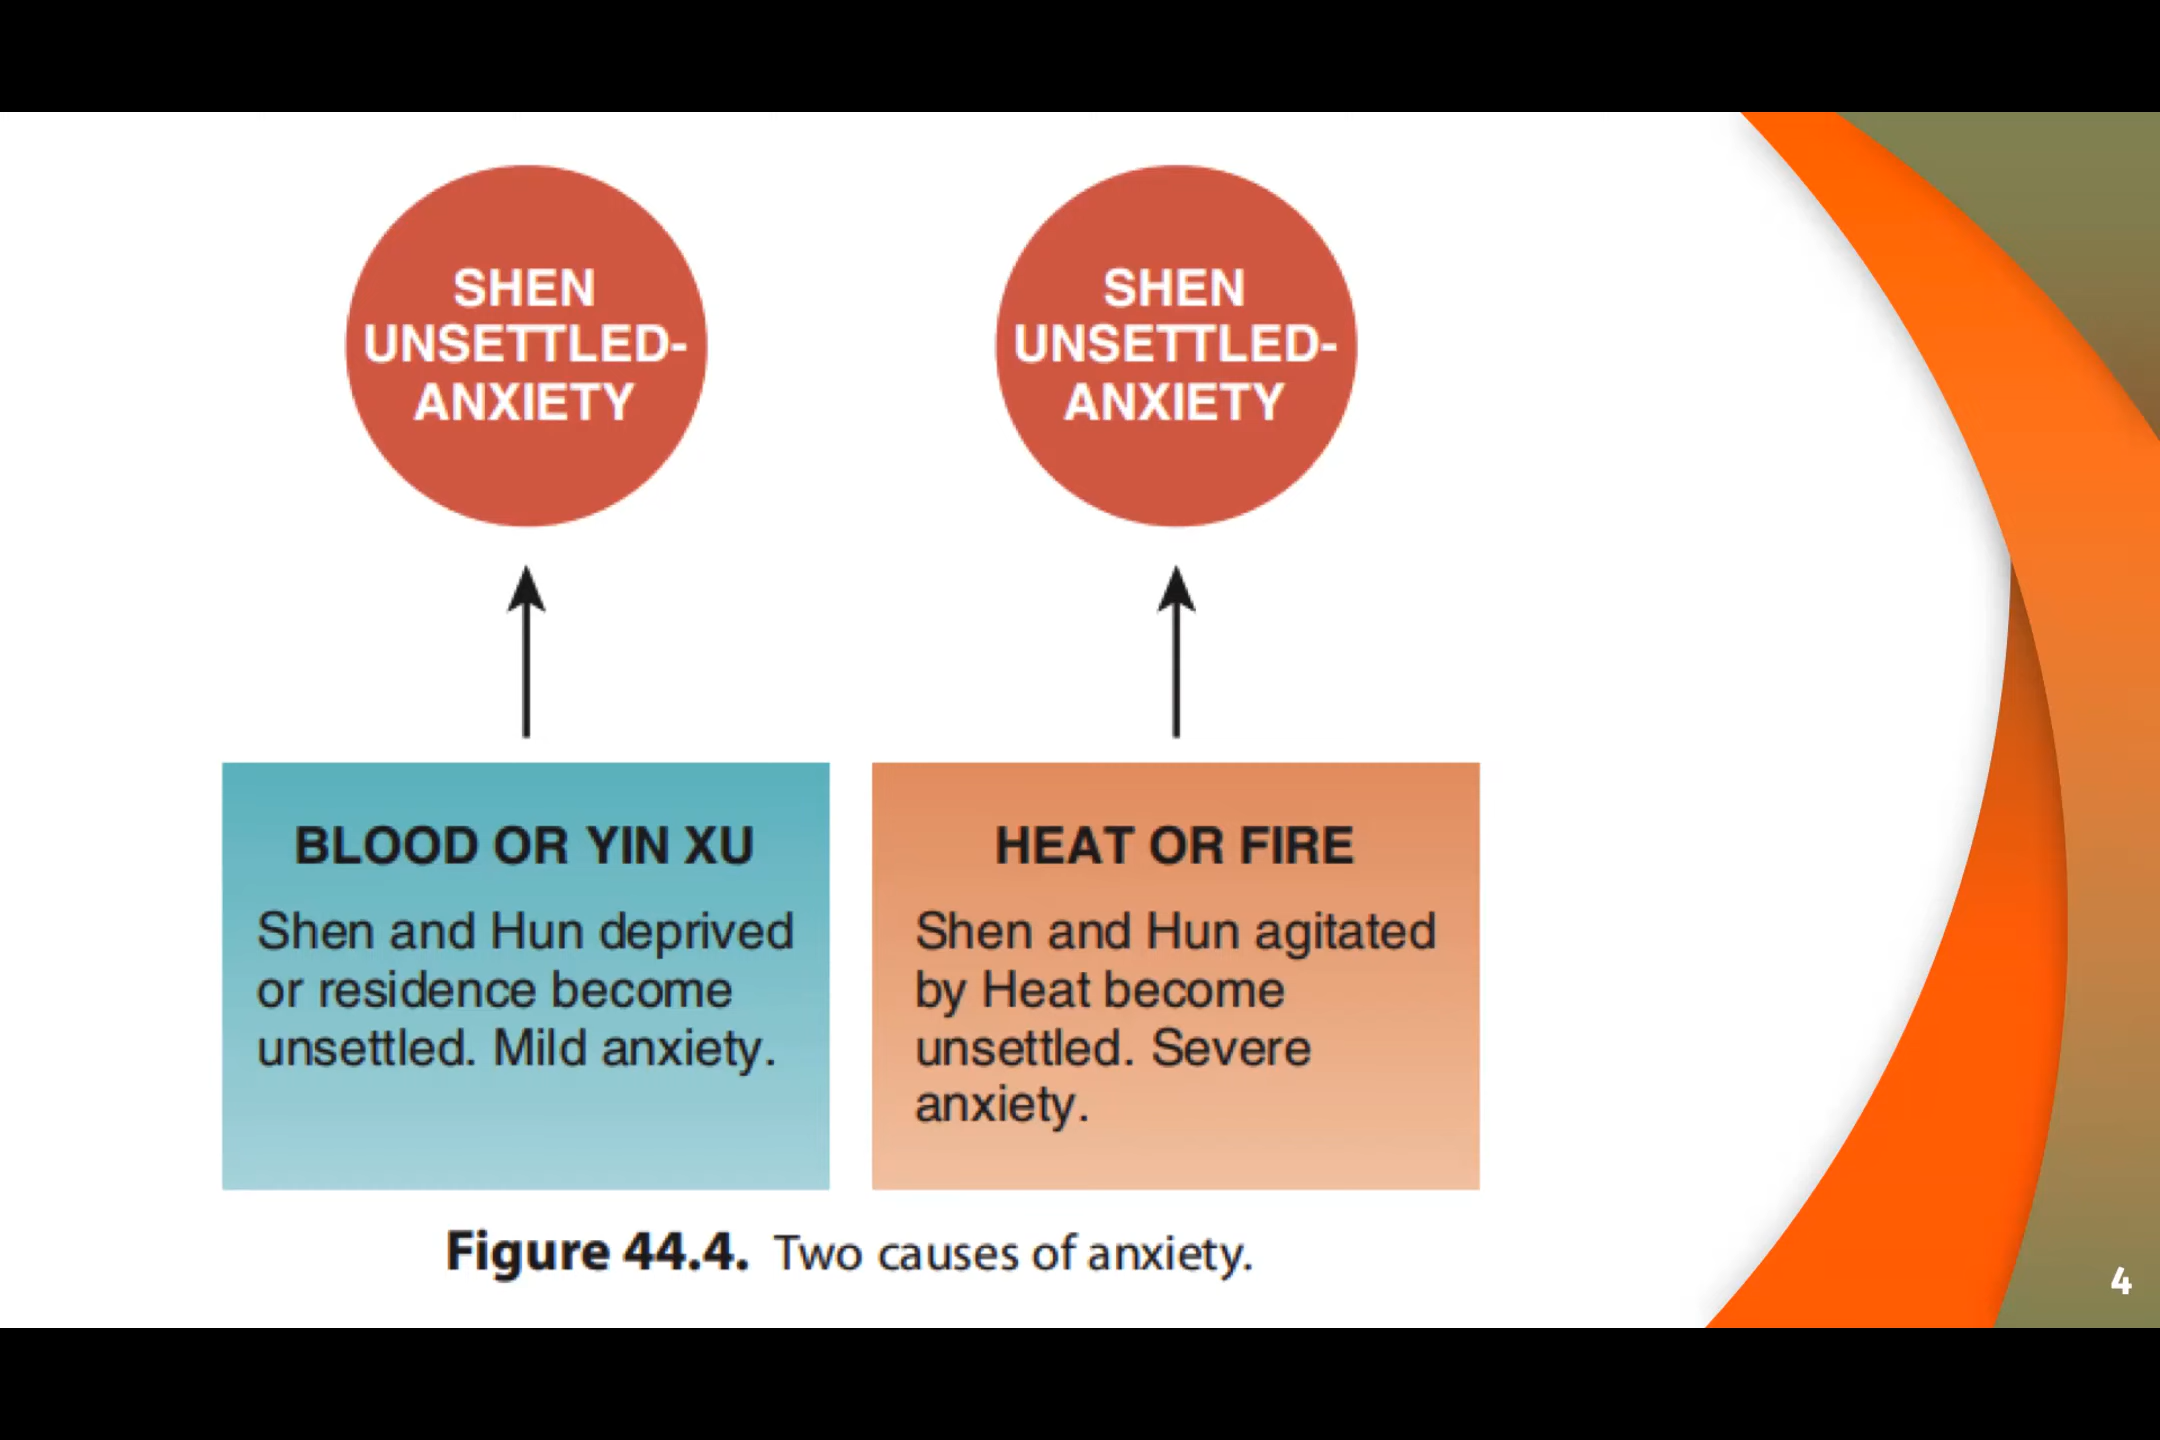 SHEN
UNSETTLED-
ANXIETY
SHEN
UNSETTLED-
ANXIETY
BLOOD OR YIN XU
Shen and Hun deprived
or residence become
unsettled. Mild anxiety.
HEAT OR FIRE
Shen and Hun agitated
by Heat become
unsettled. Severe
anxiety.
Figure 44.4. Two causes of anxiety.
4